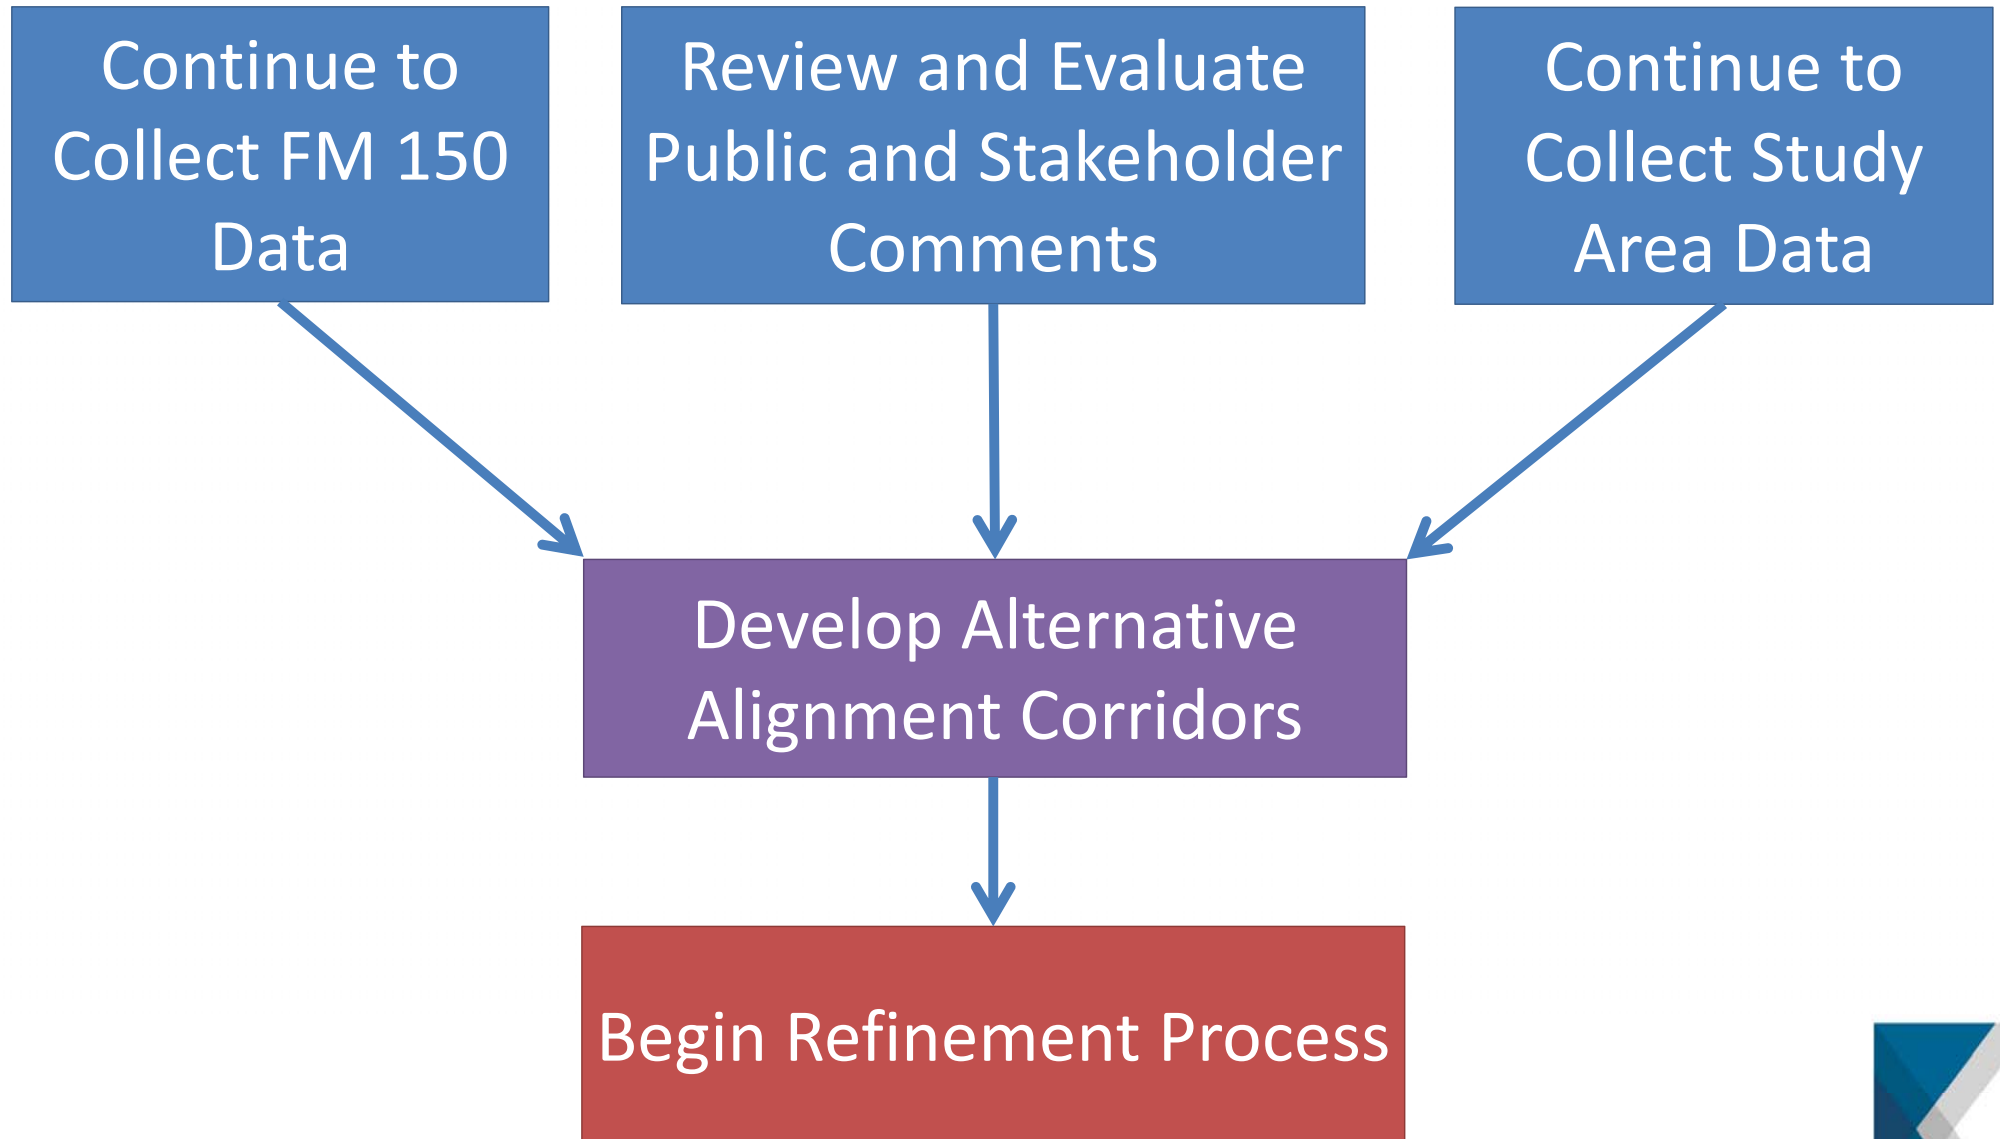 Continue to
Collect FM 150
Data
Review and Evaluate
Public and Stakeholder
Comments
Continue to
Collect Study
Area Data
Develop Alternative
Alignment Corridors
Begin Refinement Process